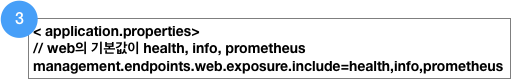 3
< application.properties>
// web의 기본값이 health, info, prometheus
management.endpoints.web.exposure.include=health,info,prometheus